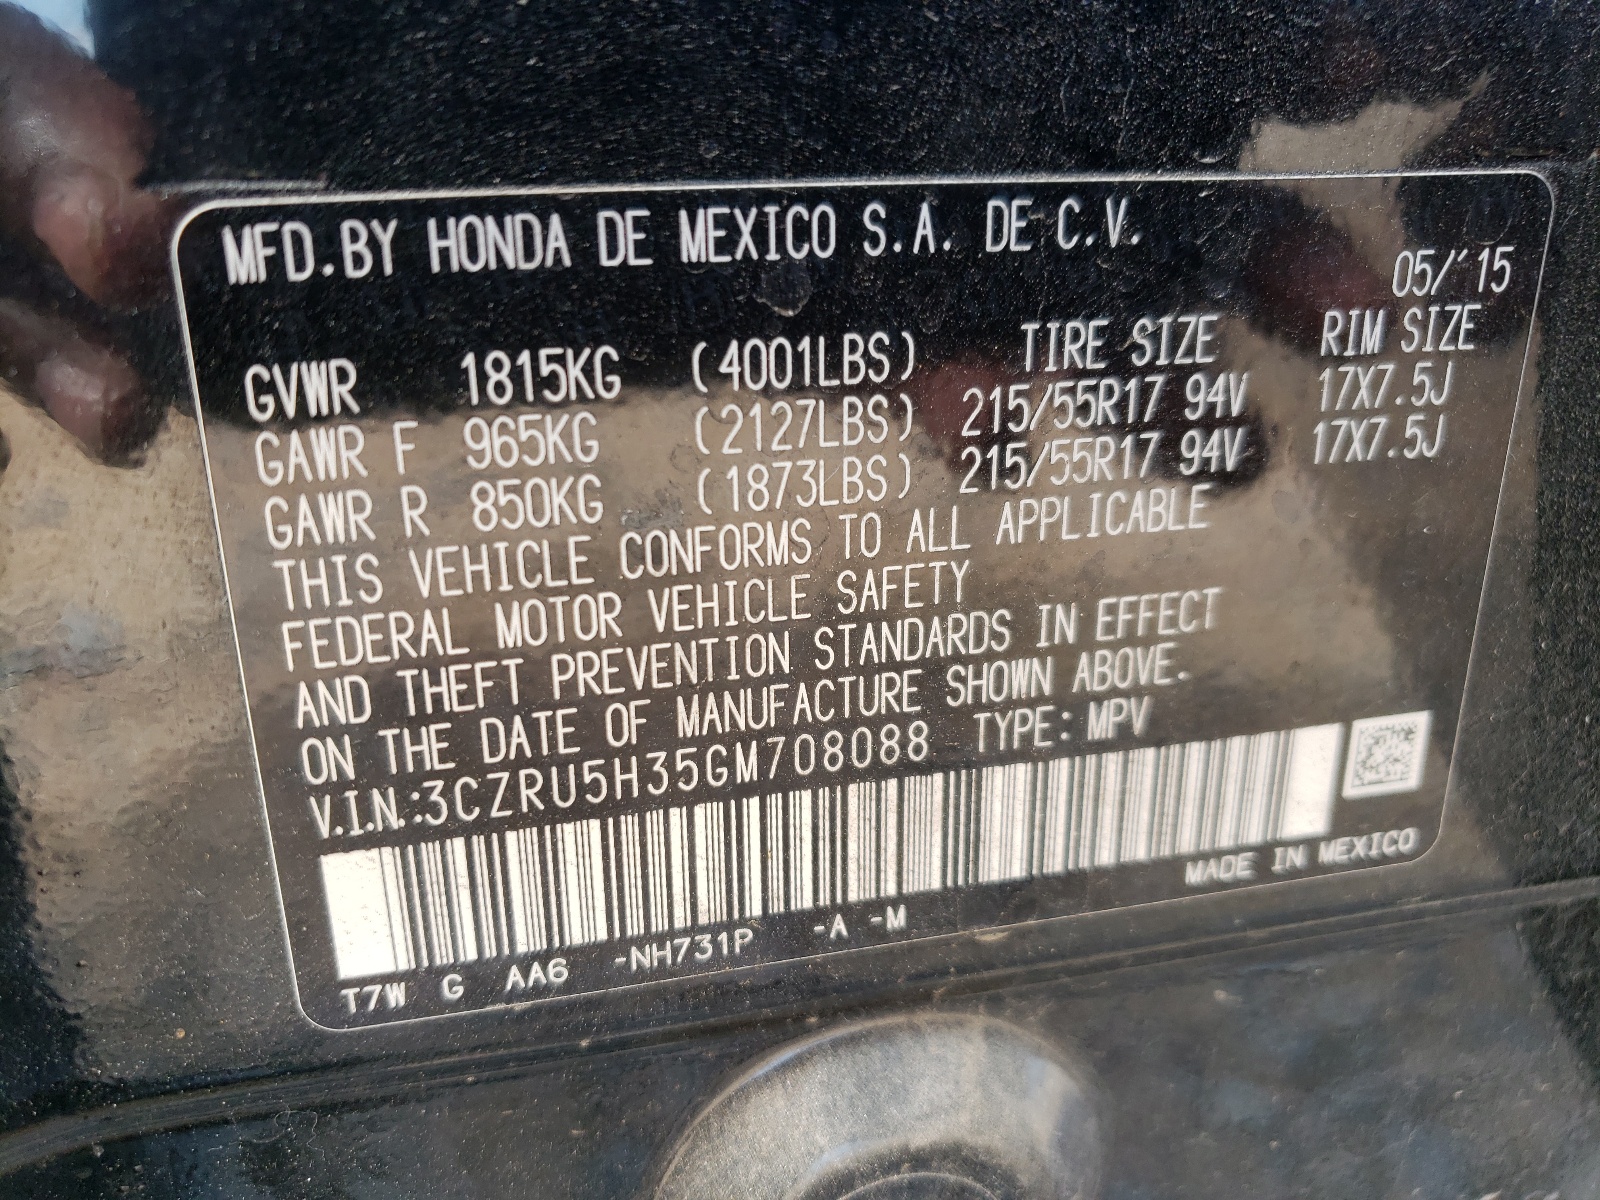 MFD.BY HONDA DE MEXICO S.A. DE C.V.
05/'15
TIRE SIZE RIM SIZE
GVWR 1815KG (4001LBS)
GAWR F 965KG (2127LBS) 215/55R17 94V 17X7.5J
GAWR R 850KG (1873LBS) 215/55R17 94V 17X7.5J
THIS VEHICLE CONFORMS TO ALL APPLICABLE
FEDERAL MOTOR VEHICLE SAFETY
AND THEFT PREVENTION STANDARDS IN EFFECT
ON THE DATE OF MANUFACTURE SHOWN ABOVE.
V.I.N.:3CZRU5H35GM708088 TYPE:MPV
MADE IN MEXICO
T7W G AA6 -NH731P -A -M